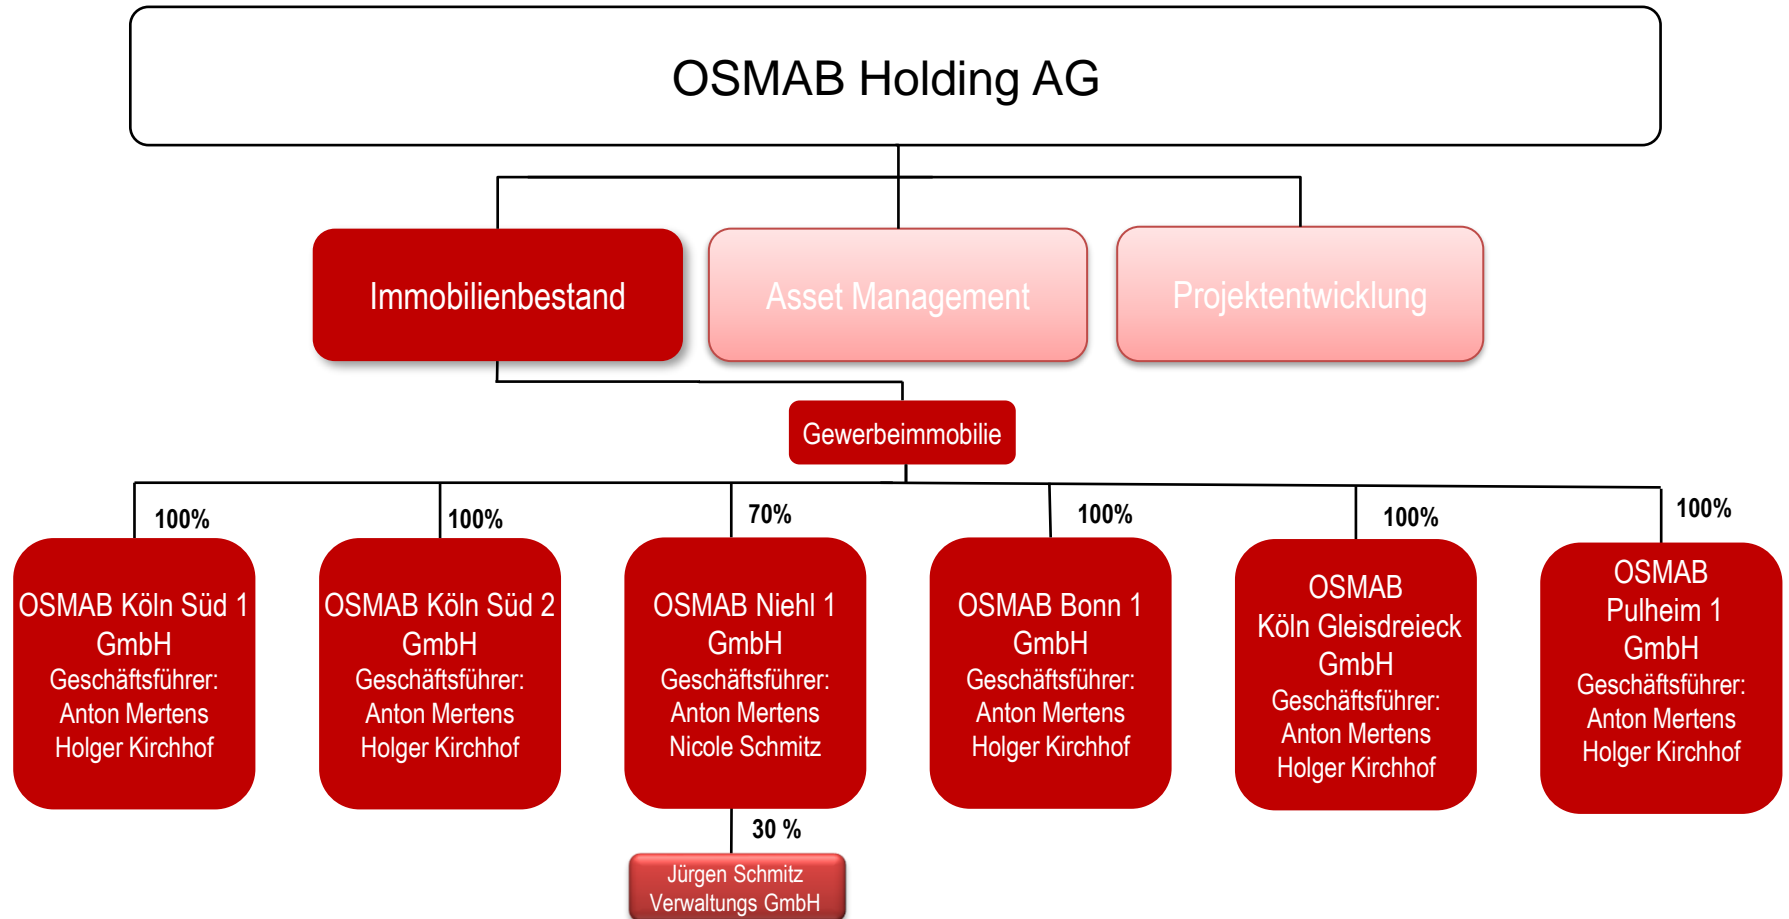 OSMAB Holding AG
Immobilienbestand
Asset Management
Projektentwicklung
Gewerbeimmobilie
100%
100%
70%
100%
100%
100%
OSMAB Köln Süd 1
GmbH
Geschäftsführer:
Anton Mertens
Holger Kirchhof
OSMAB Köln Süd 2
GmbH
Geschäftsführer:
Anton Mertens
Holger Kirchhof
OSMAB Niehl 1
GmbH
Geschäftsführer:
Anton Mertens
Nicole Schmitz
OSMAB Bonn 1
GmbH
Geschäftsführer:
Anton Mertens
Holger Kirchhof
OSMAB
Köln Gleisdreieck
GmbH
Geschäftsführer:
Anton Mertens
Holger Kirchhof
OSMAB
Pulheim 1
GmbH
Geschäftsführer:
Anton Mertens
Holger Kirchhof
30 %
Jürgen Schmitz
Verwaltungs GmbH